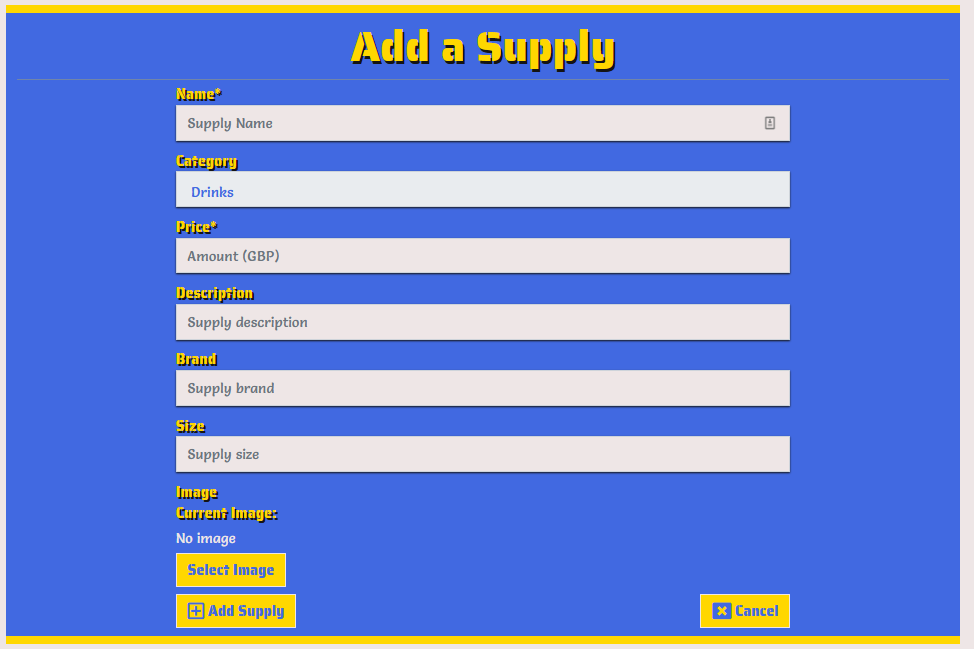 Add a Supply
Name*
Supply Name
Category
Drinks
Price*
Amount (GBP)
Description
Supply description
Brand
Supply brand
Size
Supply size
Image
Current Image:
No image
Select Image
Add Supply
Cancel